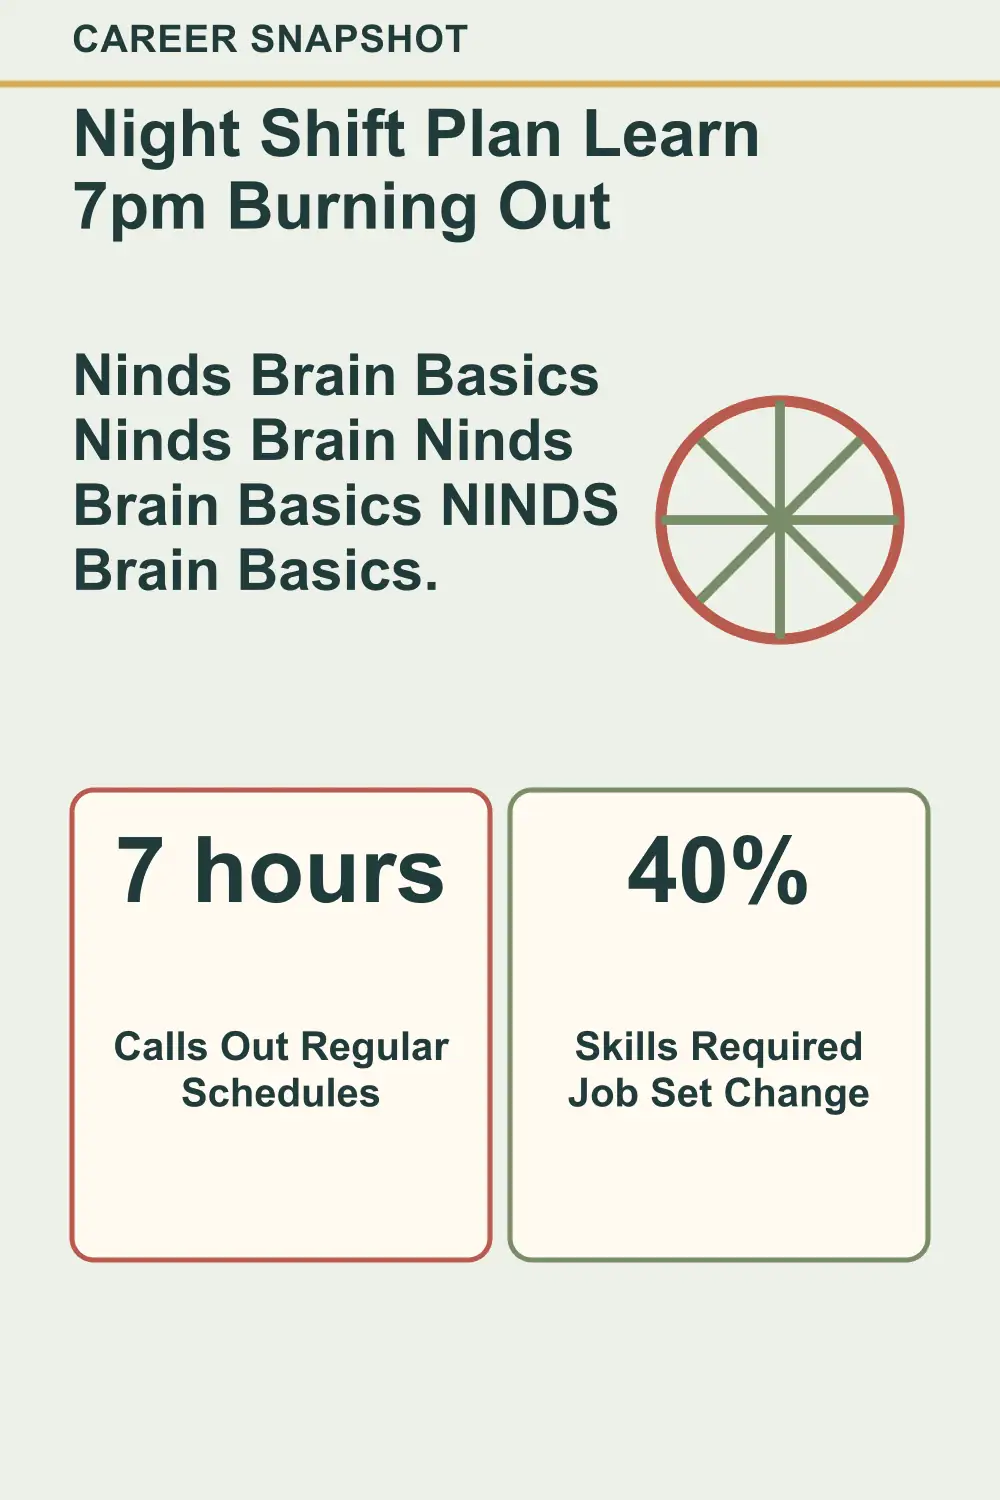 CAREER SNAPSHOT
Night Shift Plan Learn
7pm Burning Out
Ninds Brain Basics
Ninds Brain Ninds
Brain Basics NINDS
Brain Basics.
7 hours
Calls Out Regular
Schedules
40%
Skills Required
Job Set Change